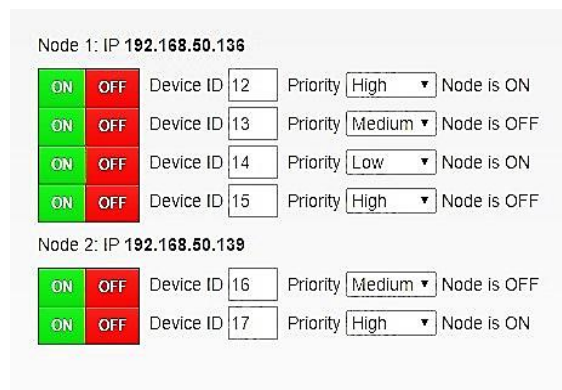 Node 1: IP 192.168.50.136
ON OFF Device ID 12 Priority High Node is ON
ON OFF Device ID 13 Priority Medium Node is OFF
ON OFF Device ID 14 Priority Low Node is ON
ON OFF Device ID 15 Priority High Node is OFF
Node 2: IP 192.168.50.139
ON OFF Device ID 16 Priority Medium Node is OFF
ON OFF Device ID 17 Priority High Node is ON